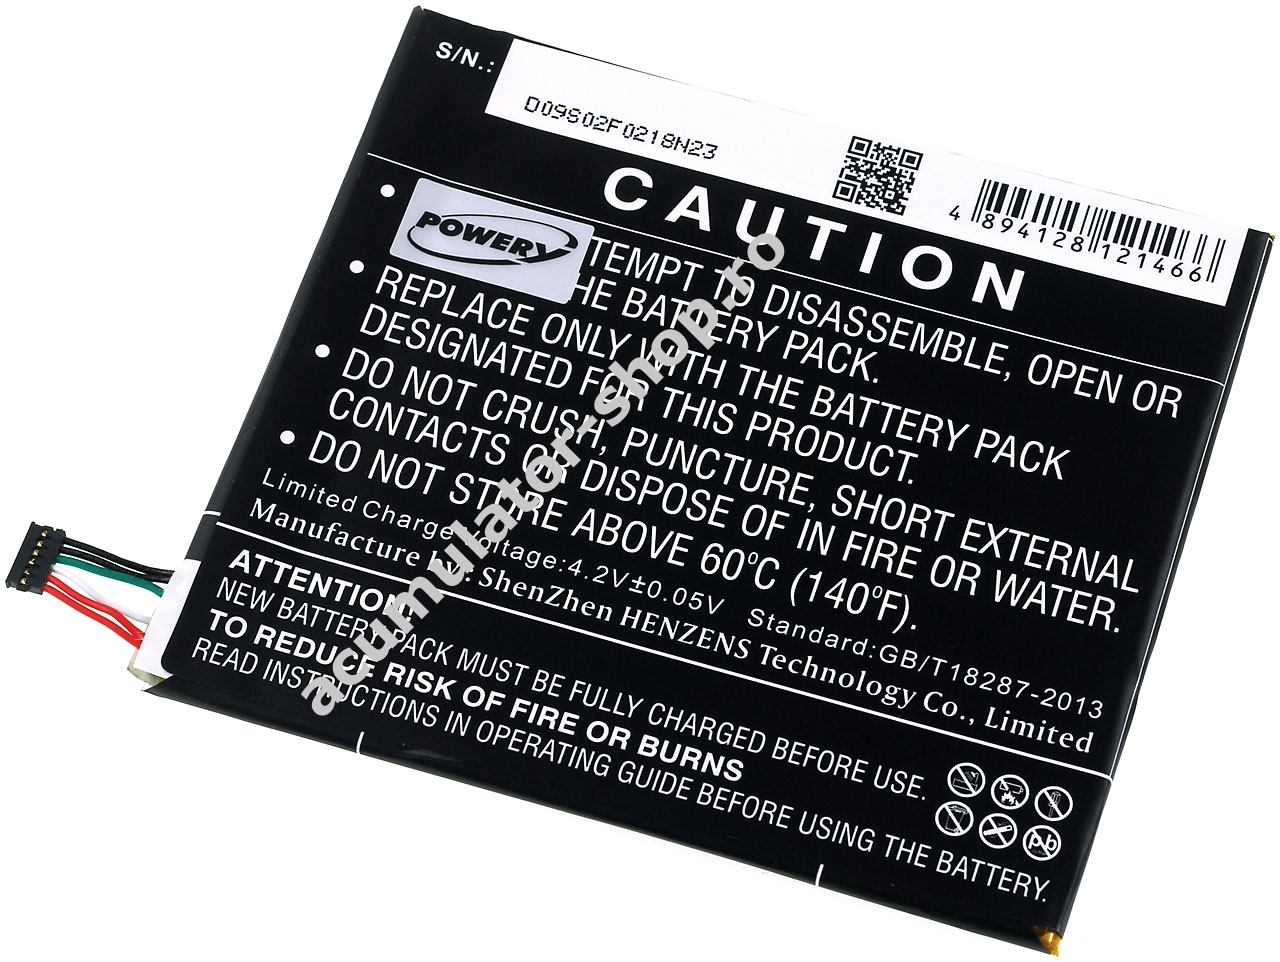 S/N.:
D09S02F0218N23
4 894128 121466
CAUTION
POWERY
TEMPT TO DISASSEMBLE, OPEN OR
HE BATTERY PACK.
• REPLACE ONLY WITH THE BATTERY PACK
DESIGNATED FOR THIS PRODUCT.
• DO NOT CRUSH, PUNCTURE, SHORT EXTERNAL
CONTACTS OR DISPOSE OF IN FIRE OR WATER.
• DO NOT STORE ABOVE 60°C (140°F).
Limited Charge Voltage:4.2V±0.05V Standard:GB/T18287-2013
Manufacture by: ShenZhen HENZENS Technology Co., Limited
ATTENTION:
NEW BATTERY PACK MUST BE FULLY CHARGED BEFORE USE.
TO REDUCE RISK OF FIRE OR BURNS
READ INSTRUCTIONS IN OPERATING GUIDE BEFORE USING THE BATTERY.
Pb
acumulator-shop.ro